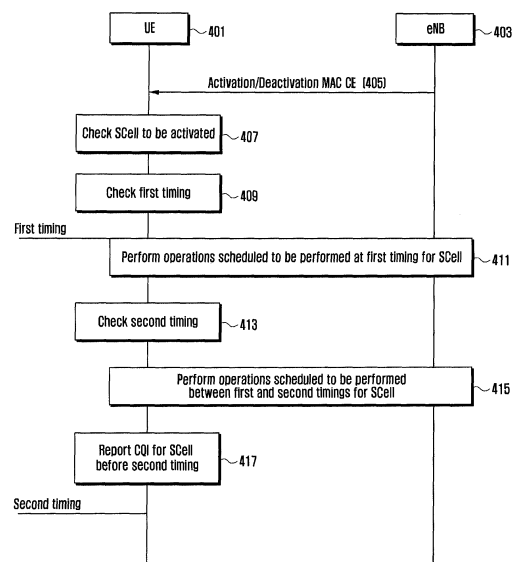 UE
401
eNB
403
Activation/Deactivation MAC CE (405)
Check SCell to be activated
407
Check first timing
409
First timing
Perform operations scheduled to be performed at first timing for SCell
411
Check second timing
413
Perform operations scheduled to be performed
between first and second timings for SCell
415
Report CQI for SCell
before second timing
417
Second timing